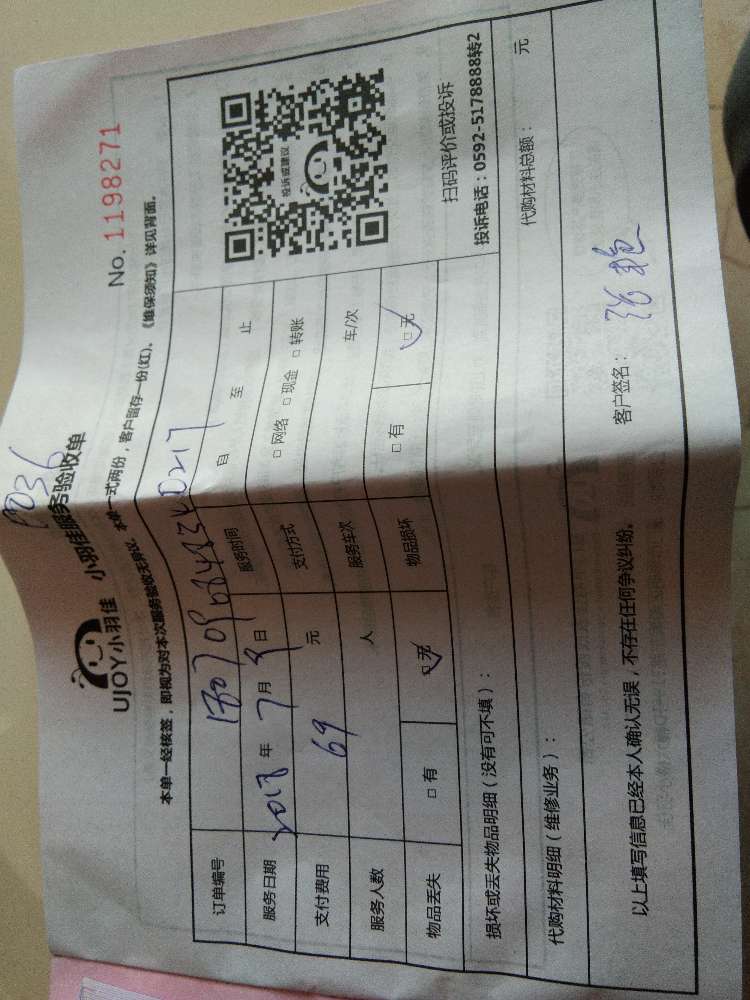 P036
UJOY小羽佳 小羽佳服务验收单
No. 1198271
本单一经核签，即视为对本次服务验收无异议。本单一式两份，客户留存一份(红)。《维保须知》详见背面。
订单编号
服务日期 2018 年 7 月 9 日 服务时间 自 至 止
支付费用 69 元 支付方式 □ 网络 □ 现金 □ 转账
服务人数 人 服务车次 车/次
物品丢失 □ 有 □ 无 物品损坏 □ 有 □ 无
投诉或建议
扫码评价或投诉
投诉电话：0592-5178888转2
损坏或丢失物品明细（没有可不填）：
代购材料明细（维修业务）： 代购材料总额： 元
以上填写信息已经本人确认无误，不存在任何争议纠纷。 客户签名：